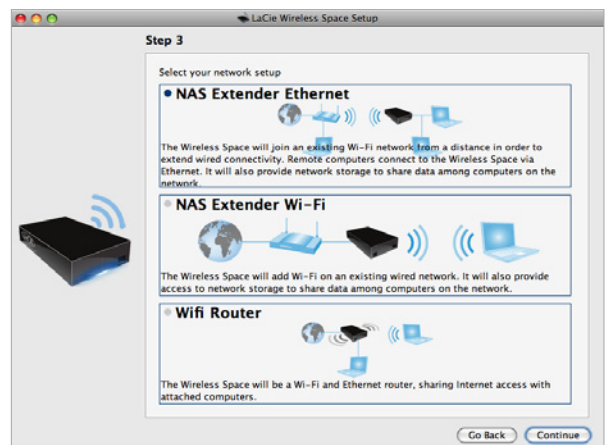 LaCie Wireless Space Setup
Step 3
Select your network setup
NAS Extender Ethernet
The Wireless Space will join an existing Wi-Fi network from a distance in order to
extend wired connectivity. Remote computers connect to the Wireless Space via
Ethernet. It will also provide network storage to share data among computers on the
network.
NAS Extender Wi-Fi
The Wireless Space will add Wi-Fi on an existing wired network. It will also provide
access to network storage to share data among computers on the network.
Wifi Router
The Wireless Space will be a Wi-Fi and Ethernet router, sharing Internet access with
attached computers.
Go Back
Continue